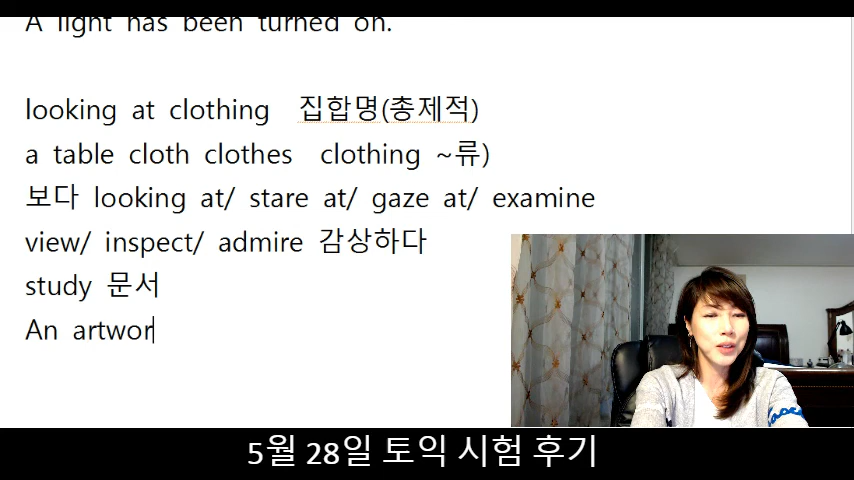 A light has been turned on.
looking at clothing 집합명(총제적)
a table cloth clothes clothing ~류)
보다 looking at/ stare at/ gaze at/ examine
view/ inspect/ admire 감상하다
study 문서
An artwor
5월 28일 토익 시험 후기